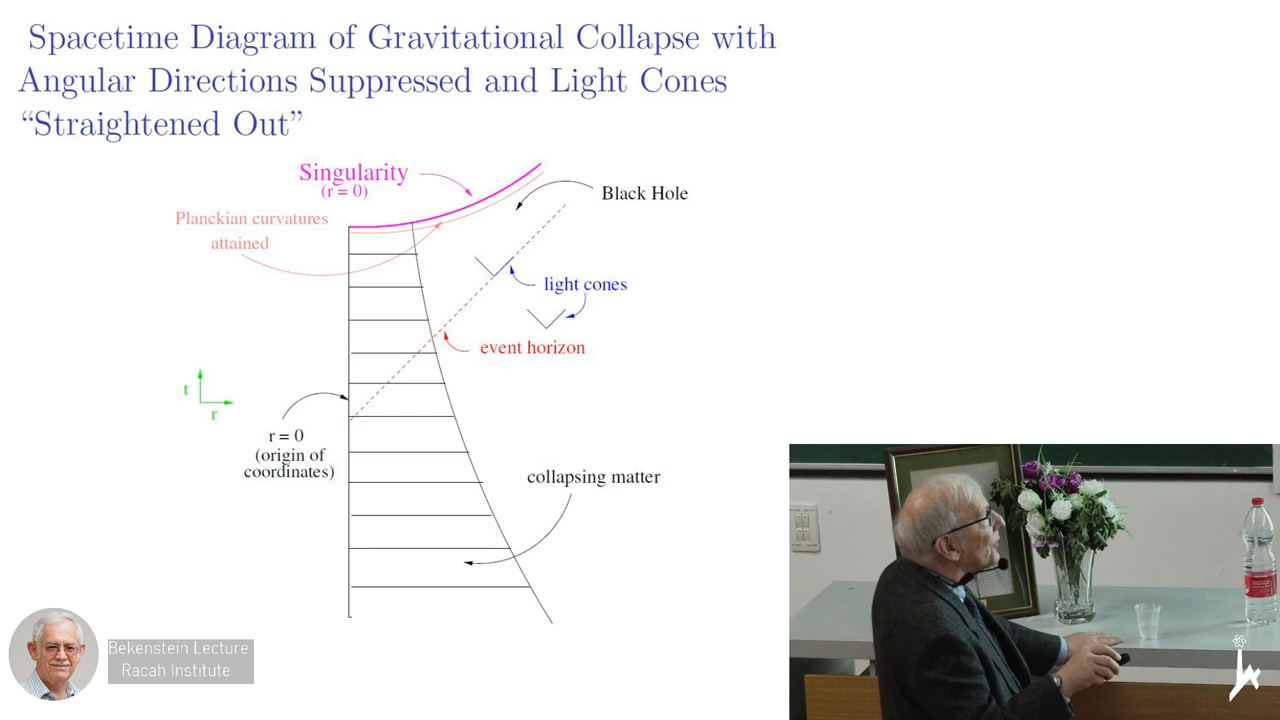 Spacetime Diagram of Gravitational Collapse with
Angular Directions Suppressed and Light Cones
“Straightened Out”
Singularity
(r = 0)
Black Hole
Planckian curvatures
attained
light cones
event horizon
t
r
r = 0
(origin of
coordinates)
collapsing matter
Bekenstein Lecture
Racah Institute